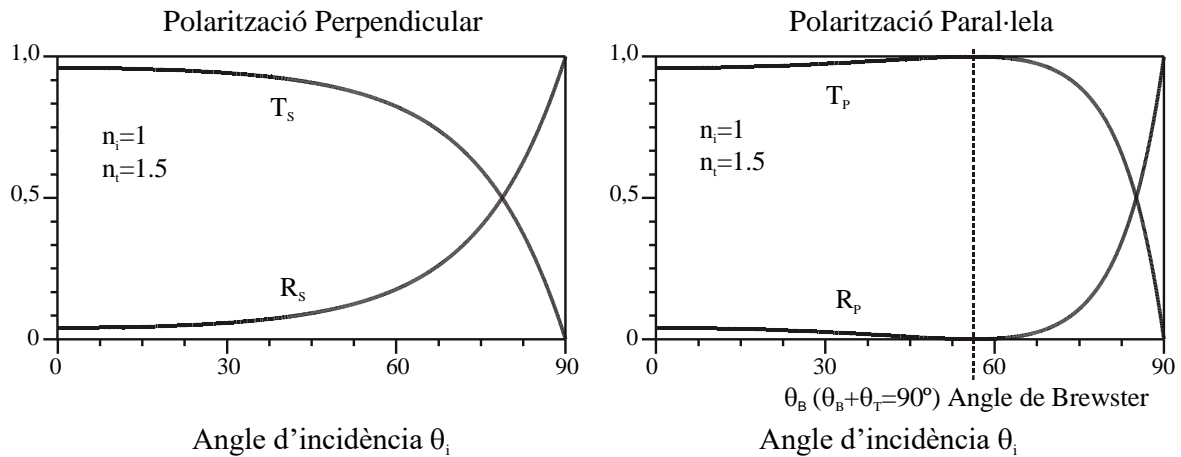 Polarització Perpendicular
1,0
T_S
n_i=1
n_t=1.5
0,5
R_S
0
0 30 60 90
Angle d’incidència θ_i
Polarització Paral·lela
1,0
T_P
n_i=1
n_t=1.5
0,5
R_P
0
0 30 60 90
θ_B (θ_B+θ_T=90º) Angle de Brewster
Angle d’incidència θ_i